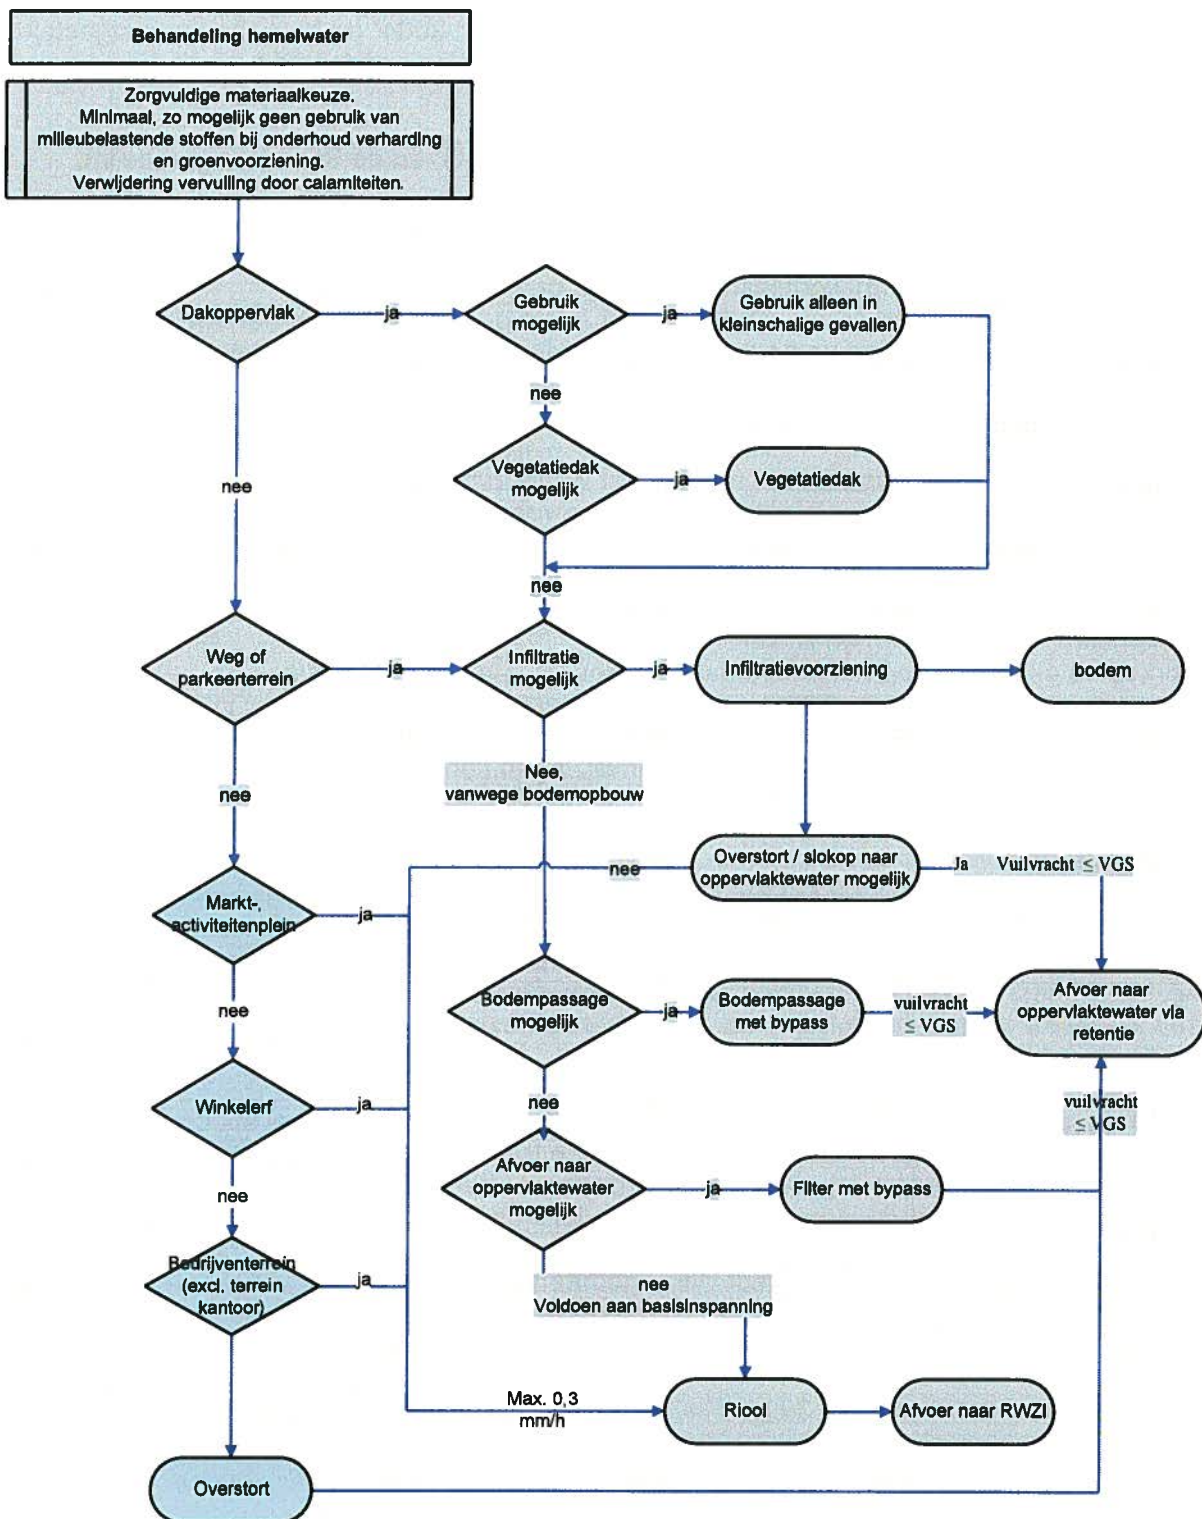 Behandeling hemelwater
Zorgvuldige materiaalkeuze.
Minimaal, zo mogelijk geen gebruik van
milieubelastende stoffen bij onderhoud verharding
en groenvoorziening.
Verwijdering vervuiling door calamiteiten.
Dakoppervlak
ja
Gebruik
mogelijk
ja
Gebruik alleen in
kleinschalige gevallen
nee
nee
Vegetatiedak
mogelijk
ja
Vegetatiedak
nee
Weg of
parkeerterrein
ja
Infiltratie
mogelijk
ja
Infiltratievoorziening
bodem
nee
Nee,
vanwege bodemopbouw
nee
Overstort / slokop naar
oppervlaktewater mogelijk
Ja Vuilvracht ≤ VGS
Markt-,
activiteitenplein
ja
nee
Bodempassage
mogelijk
ja
Bodempassage
met bypass
vuilvracht
≤ VGS
Afvoer naar
oppervlaktewater via
retentie
Winkelerf
ja
nee
vuilvracht
≤ VGS
nee
Afvoer naar
oppervlaktewater
mogelijk
ja
Filter met bypass
Bedrijventerrein
(excl. terrein
kantoor)
ja
nee
Voldoen aan basisinspanning
Max. 0,3
mm/h
Riool
Afvoer naar RWZI
Overstort